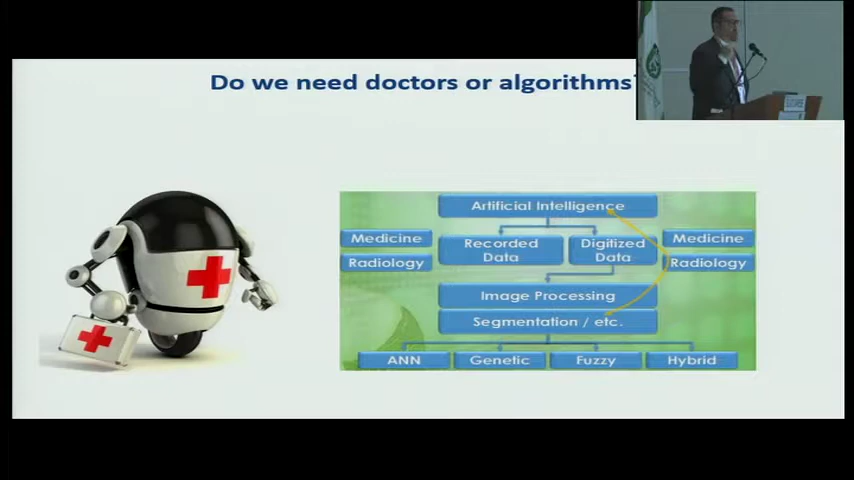 Do we need doctors or algorithms?
Artificial Intelligence
Medicine
Radiology
Recorded
Data
Digitized
Data
Medicine
Radiology
Image Processing
Segmentation / etc.
ANN
Genetic
Fuzzy
Hybrid